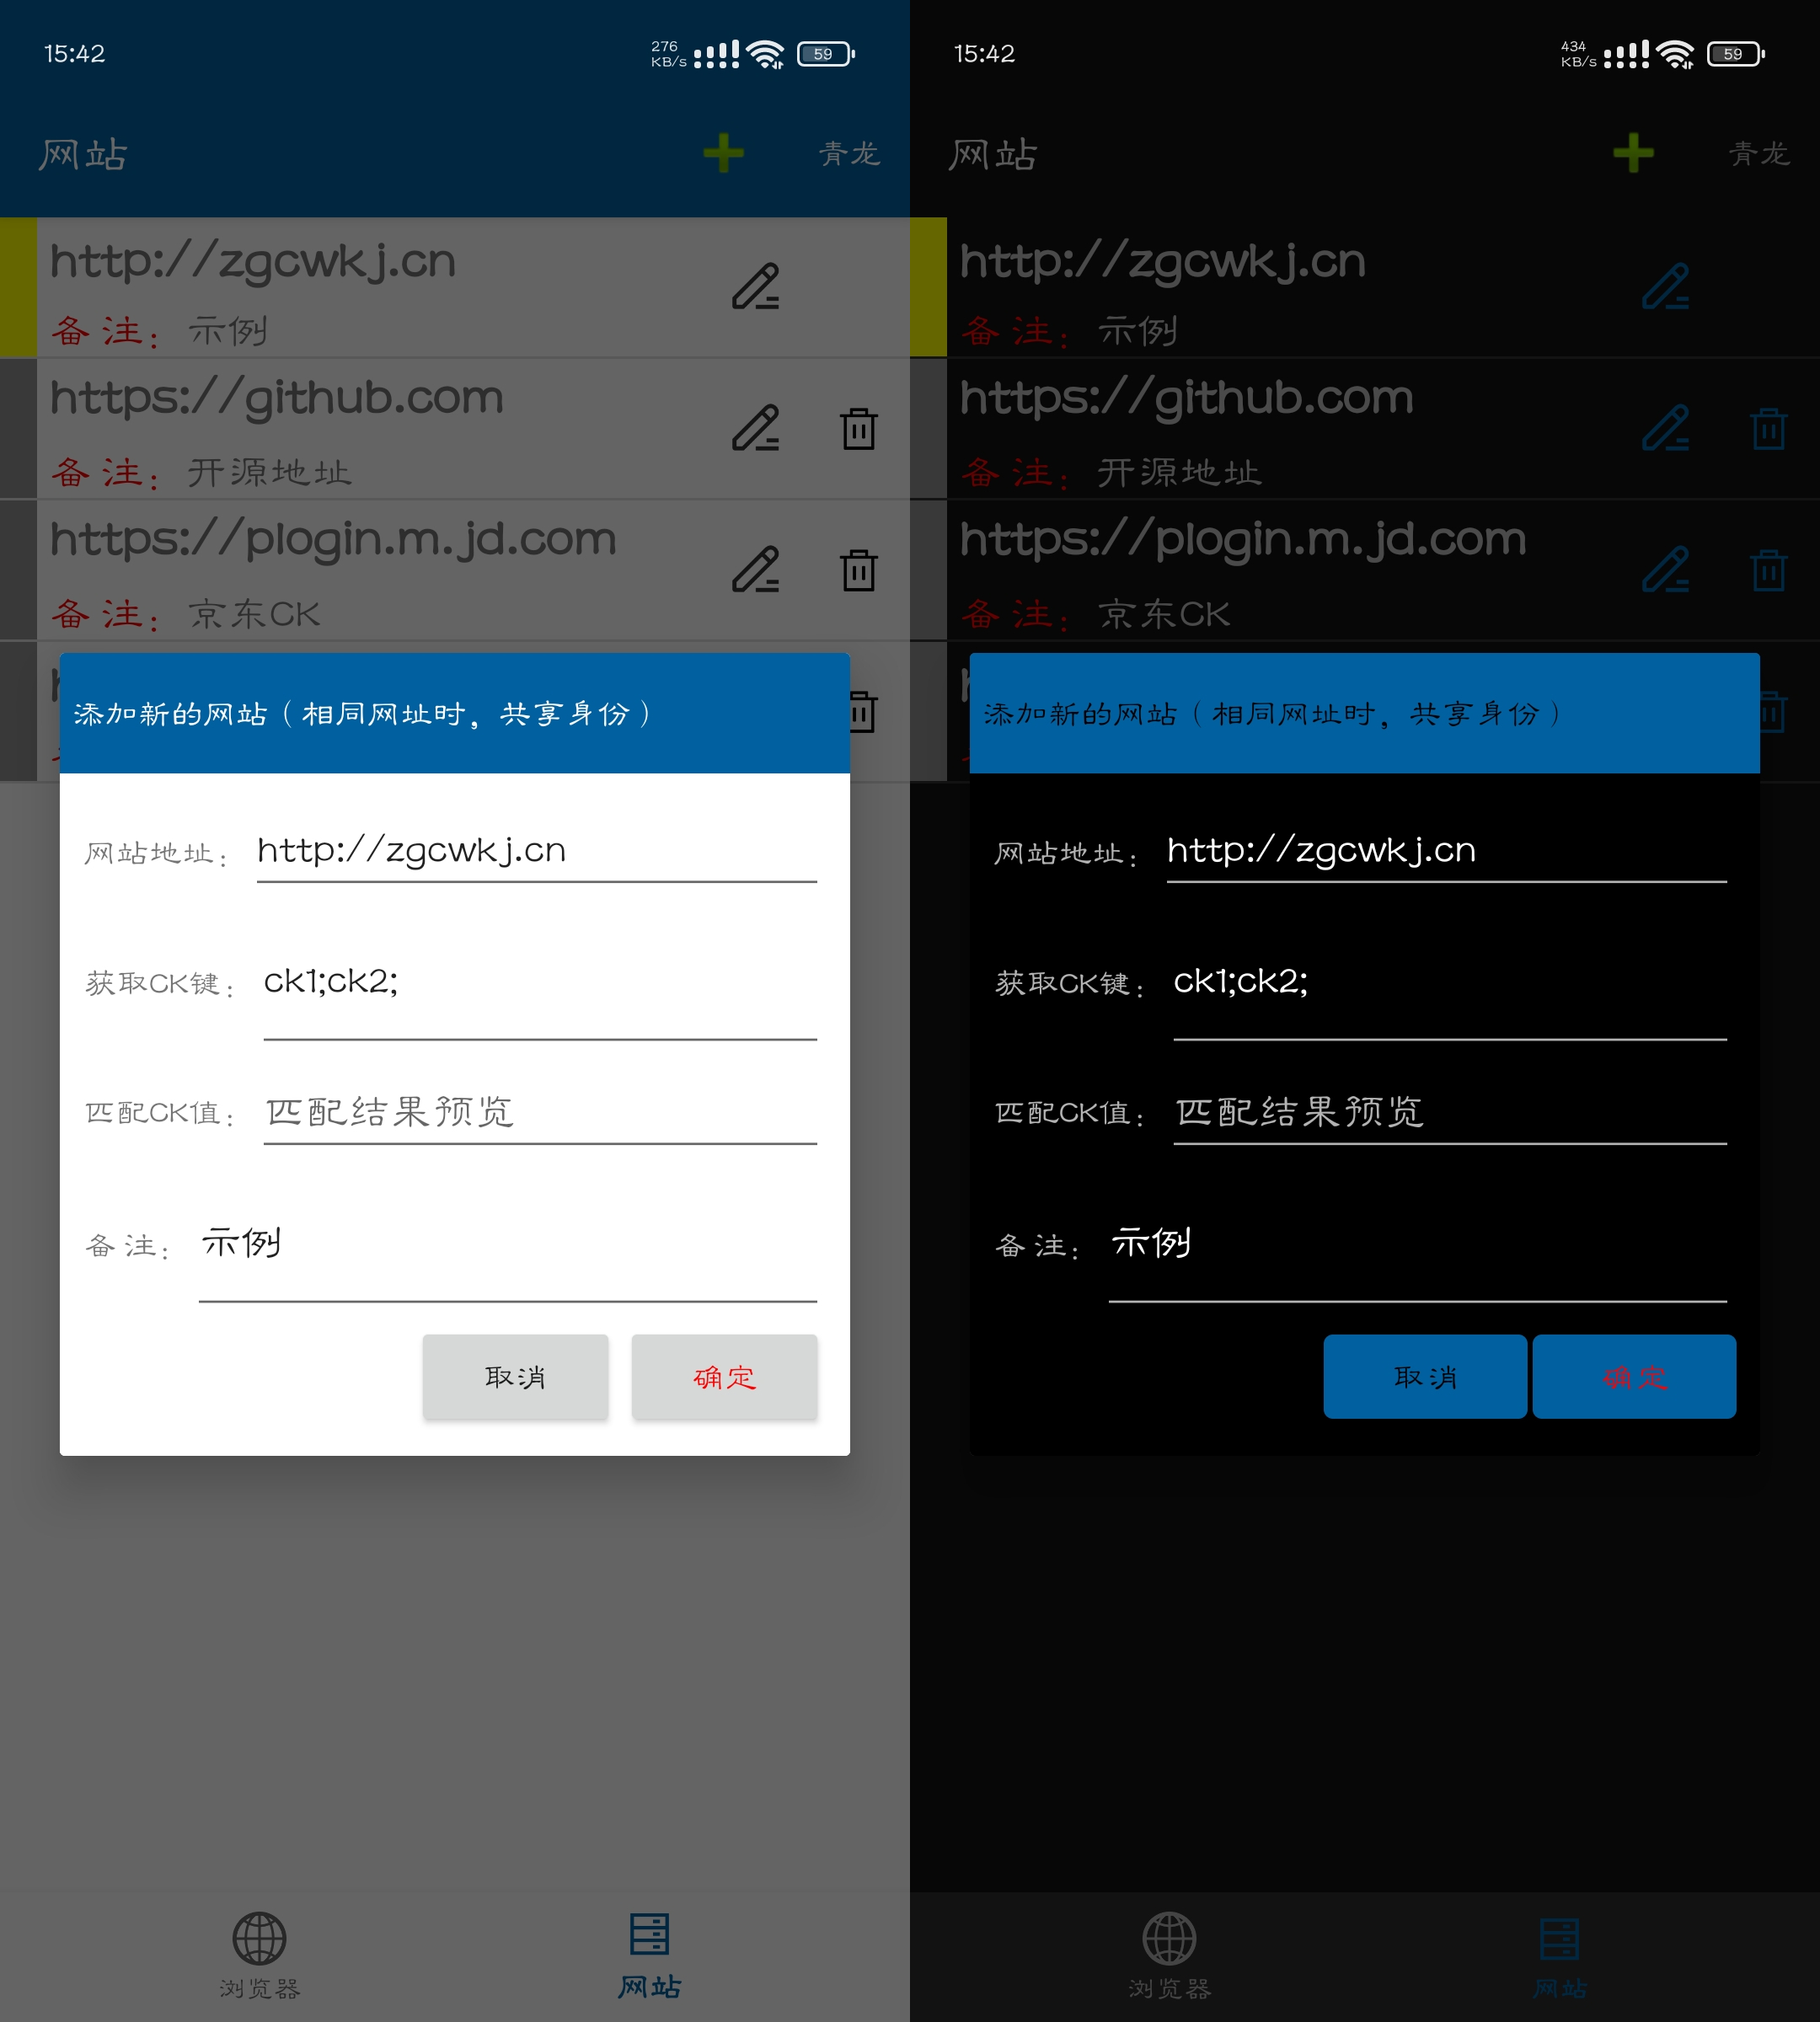 15:42
276
KB/s
59
网站
青龙
http://zgcwkj.cn
备注：示例
https://github.com
备注：开源地址
https://plogin.m.jd.com
备注：京东CK
添加新的网站（相同网址时，共享身份）
网站地址：http://zgcwkj.cn
获取CK键：ck1;ck2;
匹配CK值：匹配结果预览
备注：示例
取消
确定
浏览器
网站
15:42
434
KB/s
59
网站
青龙
http://zgcwkj.cn
备注：示例
https://github.com
备注：开源地址
https://plogin.m.jd.com
备注：京东CK
添加新的网站（相同网址时，共享身份）
网站地址：http://zgcwkj.cn
获取CK键：ck1;ck2;
匹配CK值：匹配结果预览
备注：示例
取消
确定
浏览器
网站